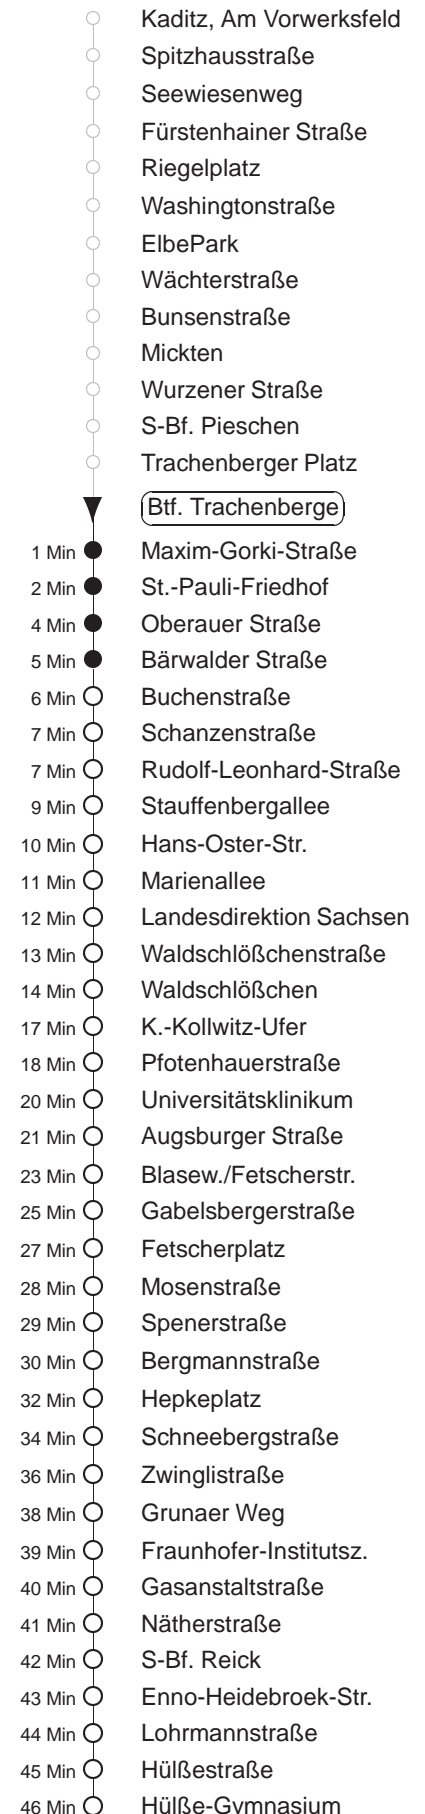 Kaditz, Am Vorwerksfeld
Spitzhausstraße
Seewiesenweg
Fürstenhainer Straße
Riegelplatz
Washingtonstraße
ElbePark
Wächterstraße
Bunsenstraße
Mickten
Wurzener Straße
S-Bf. Pieschen
Trachenberger Platz
Btf. Trachenberge
1 Min Maxim-Gorki-Straße
2 Min St.-Pauli-Friedhof
4 Min Oberauer Straße
5 Min Bärwalder Straße
6 Min Buchenstraße
7 Min Schanzenstraße
7 Min Rudolf-Leonhard-Straße
9 Min Stauffenbergallee
10 Min Hans-Oster-Str.
11 Min Marienallee
12 Min Landesdirektion Sachsen
13 Min Waldschlößchenstraße
14 Min Waldschlößchen
17 Min K.-Kollwitz-Ufer
18 Min Pfotenhauerstraße
20 Min Universitätsklinikum
21 Min Augsburger Straße
23 Min Blasew./Fetscherstr.
25 Min Gabelsbergerstraße
27 Min Fetscherplatz
28 Min Mosenstraße
29 Min Spenerstraße
30 Min Bergmannstraße
32 Min Hepkeplatz
34 Min Schneebergstraße
36 Min Zwinglistraße
38 Min Grunaer Weg
39 Min Fraunhofer-Institutsz.
40 Min Gasanstaltstraße
41 Min Nätherstraße
42 Min S-Bf. Reick
43 Min Enno-Heidebroek-Str.
44 Min Lohrmannstraße
45 Min Hülßestraße
46 Min Hülße-Gymnasium